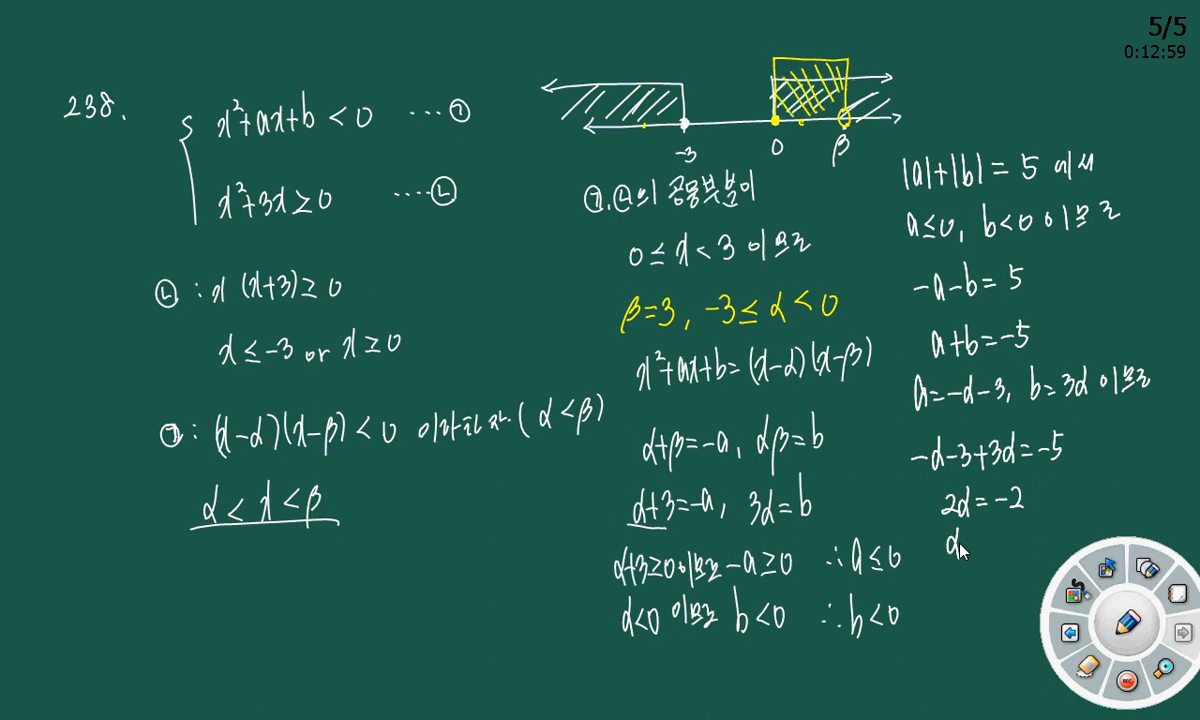 5/5
0:12:59
238.
x²+ax+b<0 ....㉠
x²+3x≥0 ....㉡
㉡ : x(x+3)≥0
x≤-3 or x≥0
㉠ : (x-α)(x-β)<0 이라하자 (α<β)
α<x<β
-3 0 β
㉠, ㉡의 공통부분이
0≤x<3 이므로
β=3, -3≤α<0
x²+ax+b=(x-α)(x-β)
α+β=-a, αβ=b
α+3=-a, 3α=b
α+3≥0이므로 -a≥0 ∴a≤0
α<0 이므로 b<0 ∴b<0
|a|+|b|=5 에서
a≤0, b<0 이므로
-a-b=5
a+b=-5
a=-α-3, b=3α 이므로
-α-3+3α=-5
2α=-2
α
REC